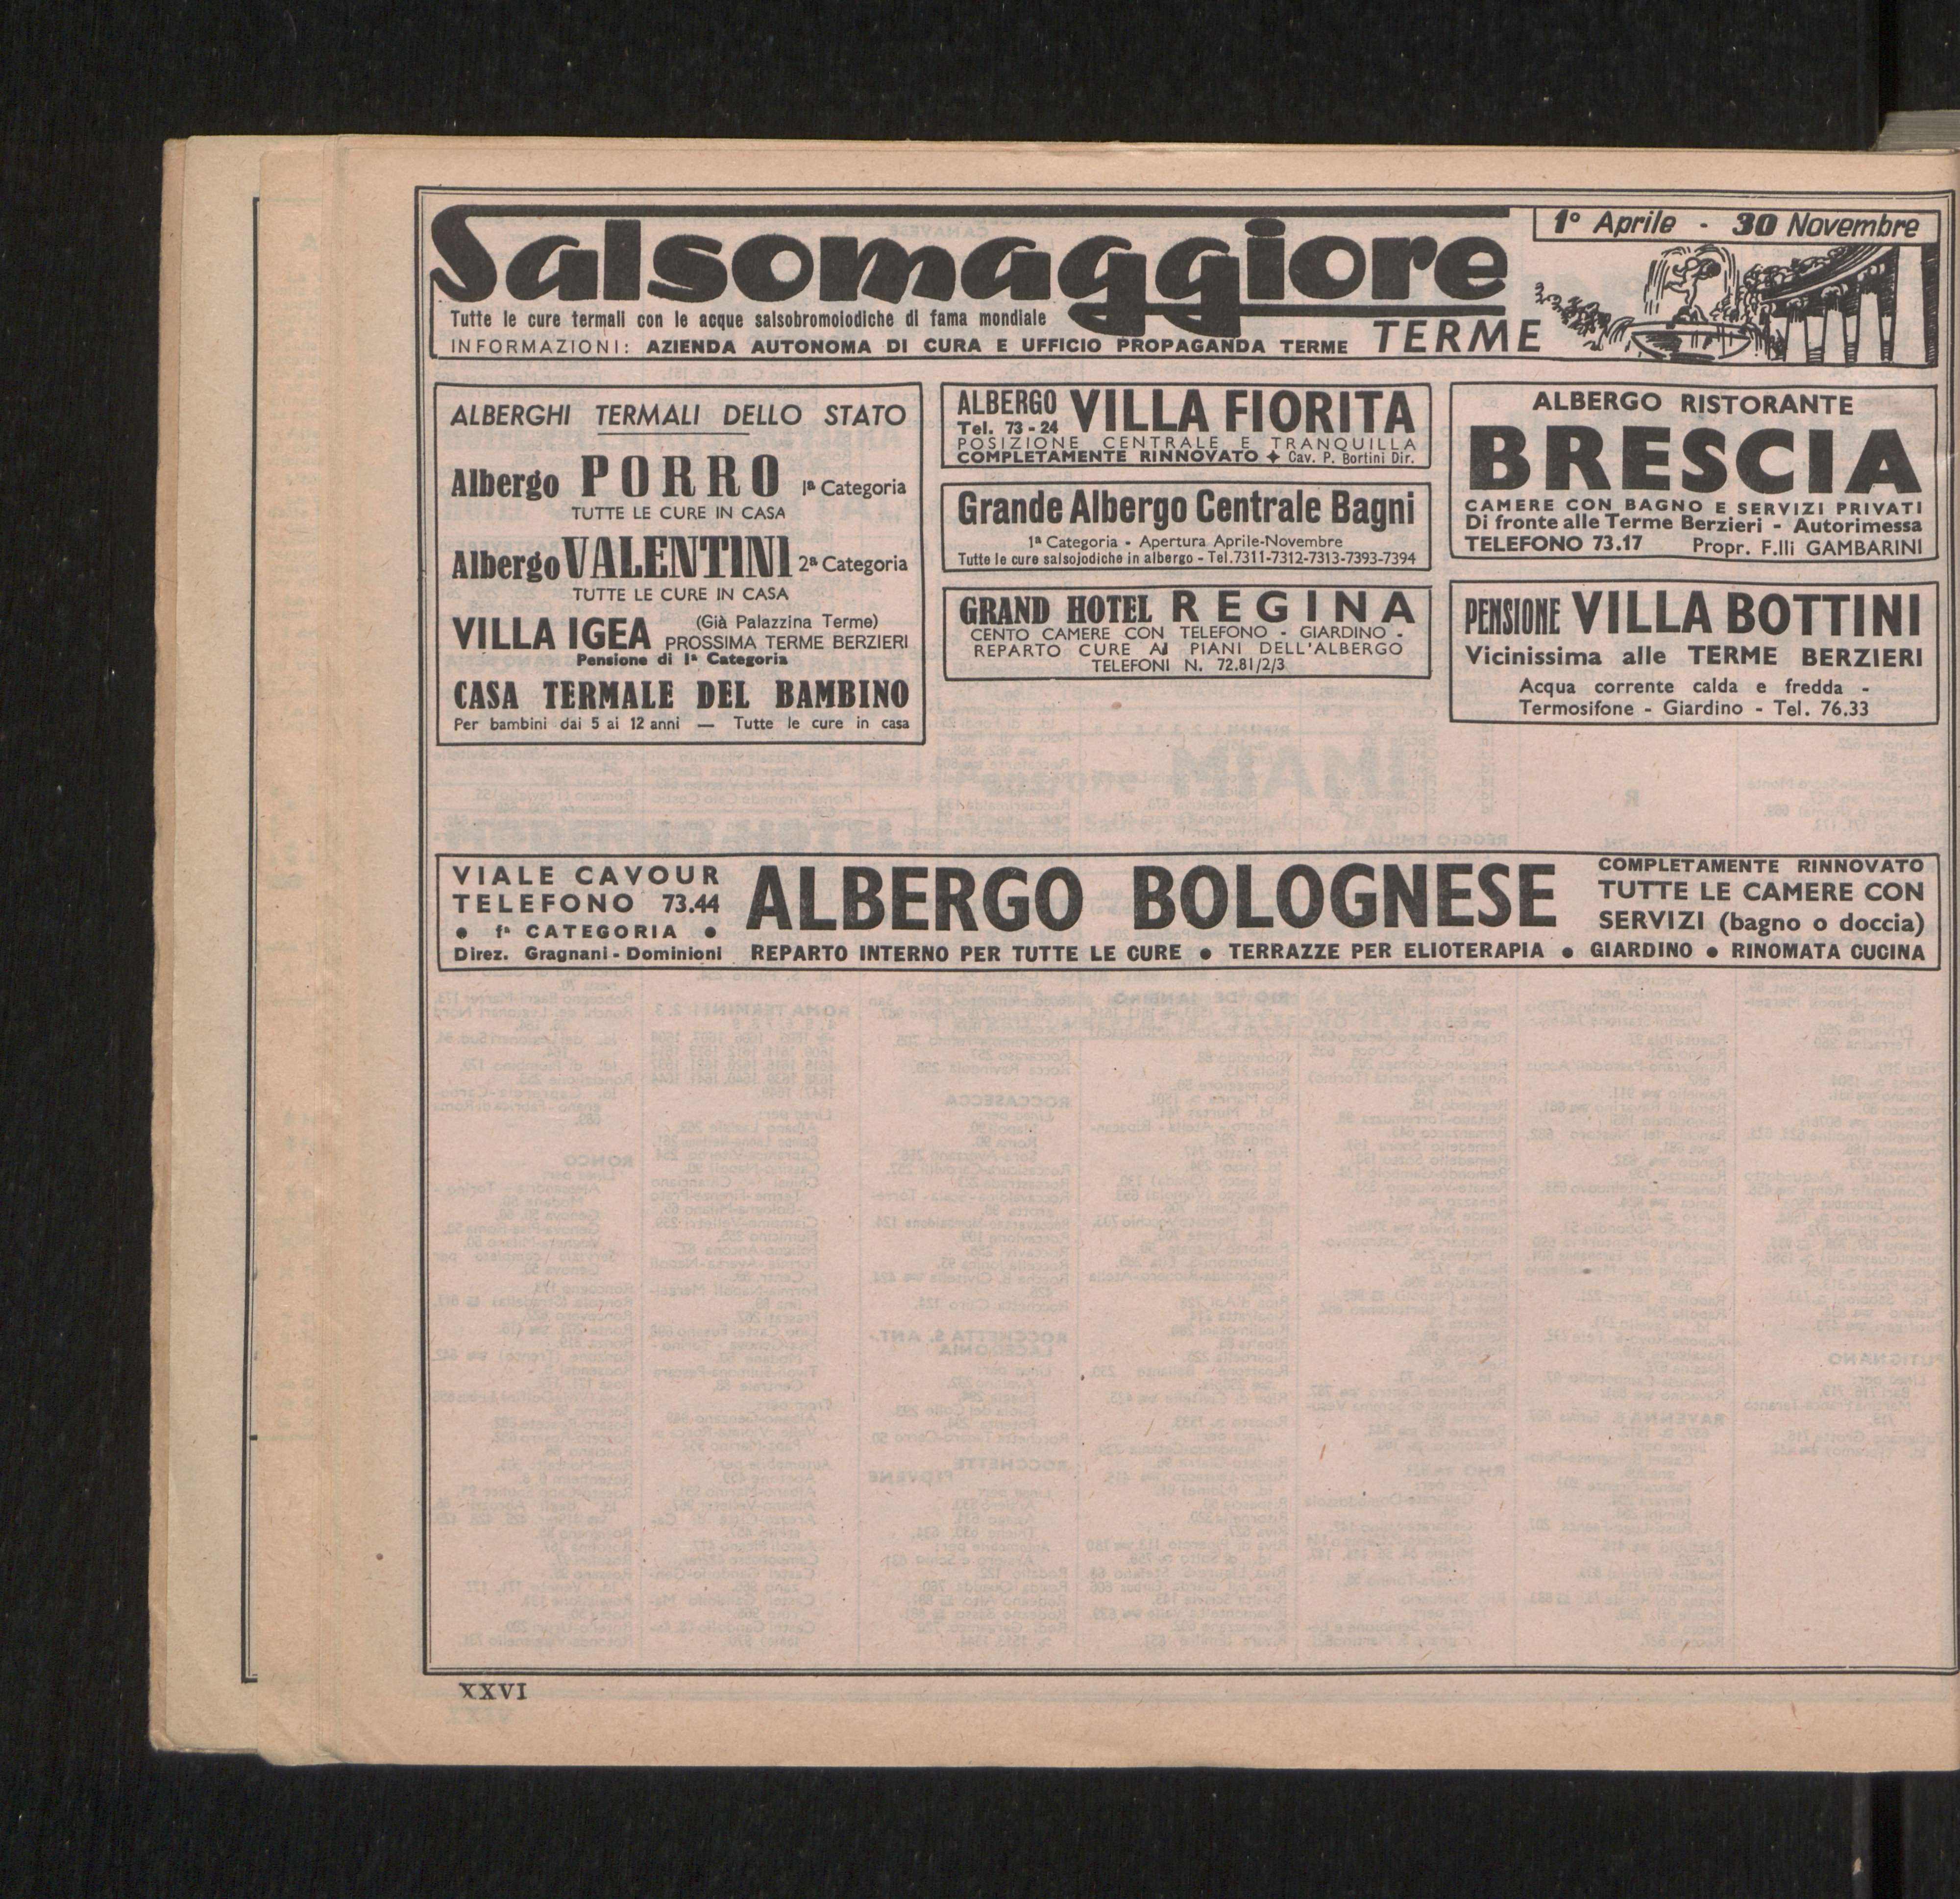 Salsomaggiore
TERME
1º Aprile - 30 Novembre
Tutte le cure termali con le acque salsobromoiodiche di fama mondiale
INFORMAZIONI: AZIENDA AUTONOMA DI CURA E UFFICIO PROPAGANDA TERME
ALBERGHI TERMALI DELLO STATO
Albergo PORRO 1ª Categoria
TUTTE LE CURE IN CASA
Albergo VALENTINI 2ª Categoria
TUTTE LE CURE IN CASA
VILLA IGEA (Già Palazzina Terme)
PROSSIMA TERME BERZIERI
Pensione di 1ª Categoria
CASA TERMALE DEL BAMBINO
Per bambini dai 5 ai 12 anni — Tutte le cure in casa
ALBERGO VILLA FIORITA
Tel. 73-24
POSIZIONE CENTRALE E TRANQUILLA
COMPLETAMENTE RINNOVATO ✦ Cav. P. Bortini Dir.
Grande Albergo Centrale Bagni
1ª Categoria - Apertura Aprile-Novembre
Tutte le cure salsojodiche in albergo - Tel. 7311-7312-7313-7393-7394
GRAND HOTEL REGINA
CENTO CAMERE CON TELEFONO - GIARDINO -
REPARTO CURE AI PIANI DELL'ALBERGO
TELEFONI N. 72.81/2/3
ALBERGO RISTORANTE
BRESCIA
CAMERE CON BAGNO E SERVIZI PRIVATI
Di fronte alle Terme Berzieri - Autorimessa
TELEFONO 73.17 Propr. F.lli GAMBARINI
PENSIONE VILLA BOTTINI
Vicinissima alle TERME BERZIERI
Acqua corrente calda e fredda -
Termosifone - Giardino - Tel. 76.33
VIALE CAVOUR
TELEFONO 73.44
• 1ª CATEGORIA •
Direz. Gragnani - Dominioni
ALBERGO BOLOGNESE
COMPLETAMENTE RINNOVATO
TUTTE LE CAMERE CON
SERVIZI (bagno o doccia)
REPARTO INTERNO PER TUTTE LE CURE • TERRAZZE PER ELIOTERAPIA • GIARDINO • RINOMATA CUCINA
XXVI